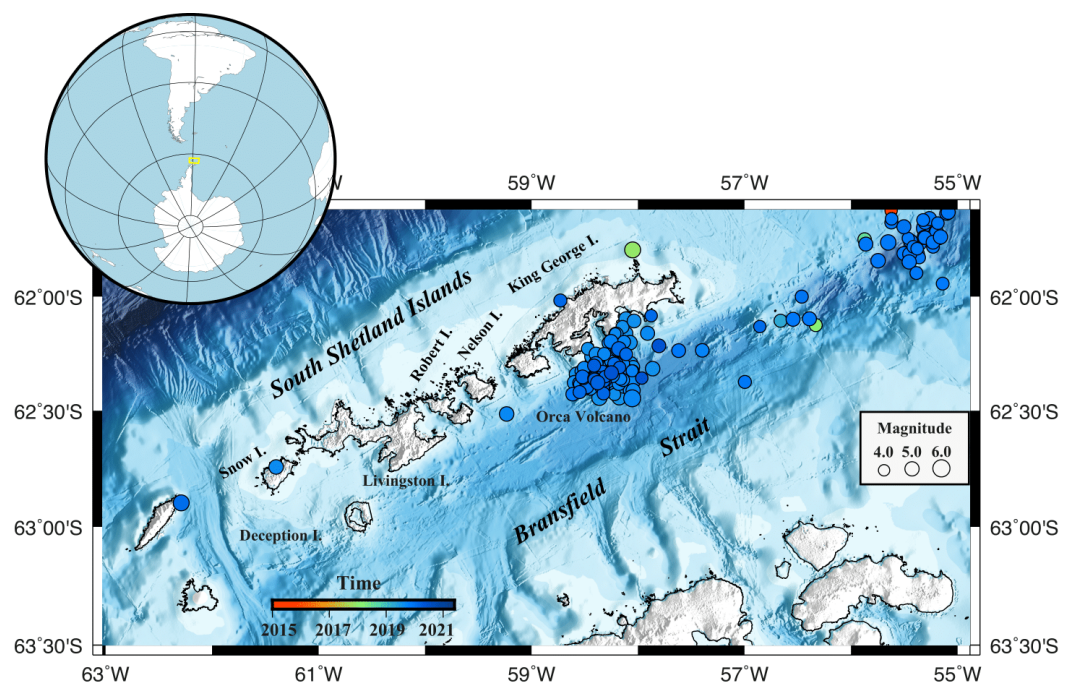 W
59°W
57°W
55°W
62°00'S
62°00'S
King George I.
South Shetland Islands
Robert I.
Nelson I.
62°30'S
62°30'S
Orca Volcano
Strait
Magnitude
4.0 5.0 6.0
Snow I.
Livingston I.
Bransfield
63°00'S
63°00'S
Deception I.
Time
2015 2017 2019 2021
63°30'S
63°30'S
63°W
61°W
59°W
57°W
55°W